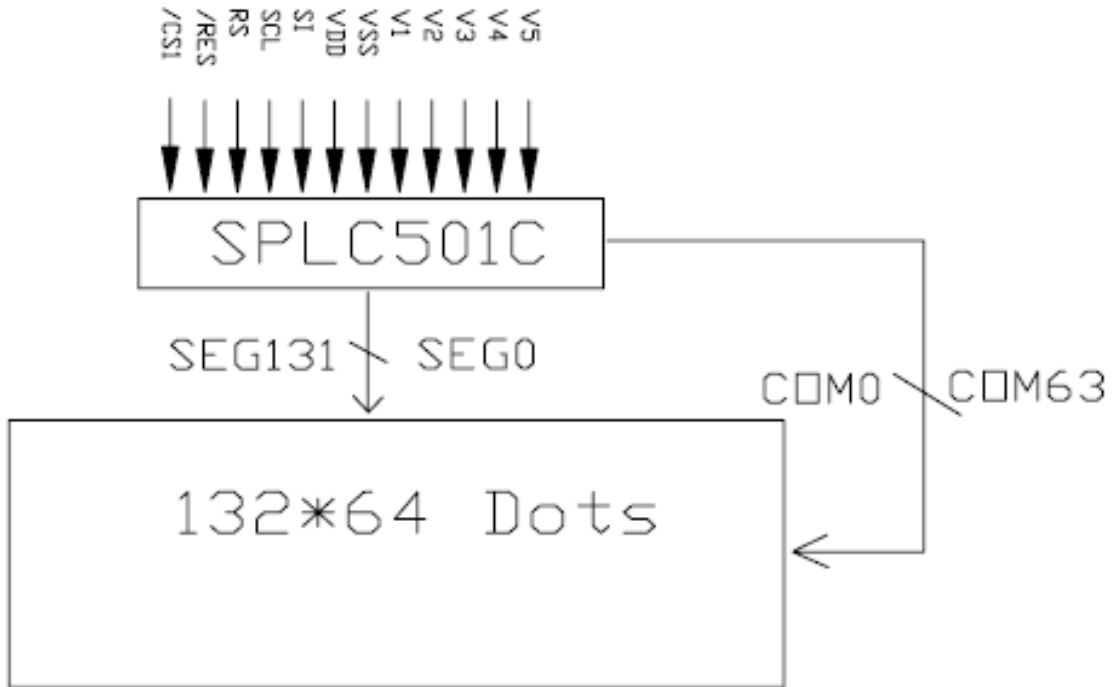 /CS1
/RES
RS
SCL
SI
VDD
VSS
V1
V2
V3
V4
V5
SPLC501C
SEG131 SEG0
COM0 COM63
132*64 Dots